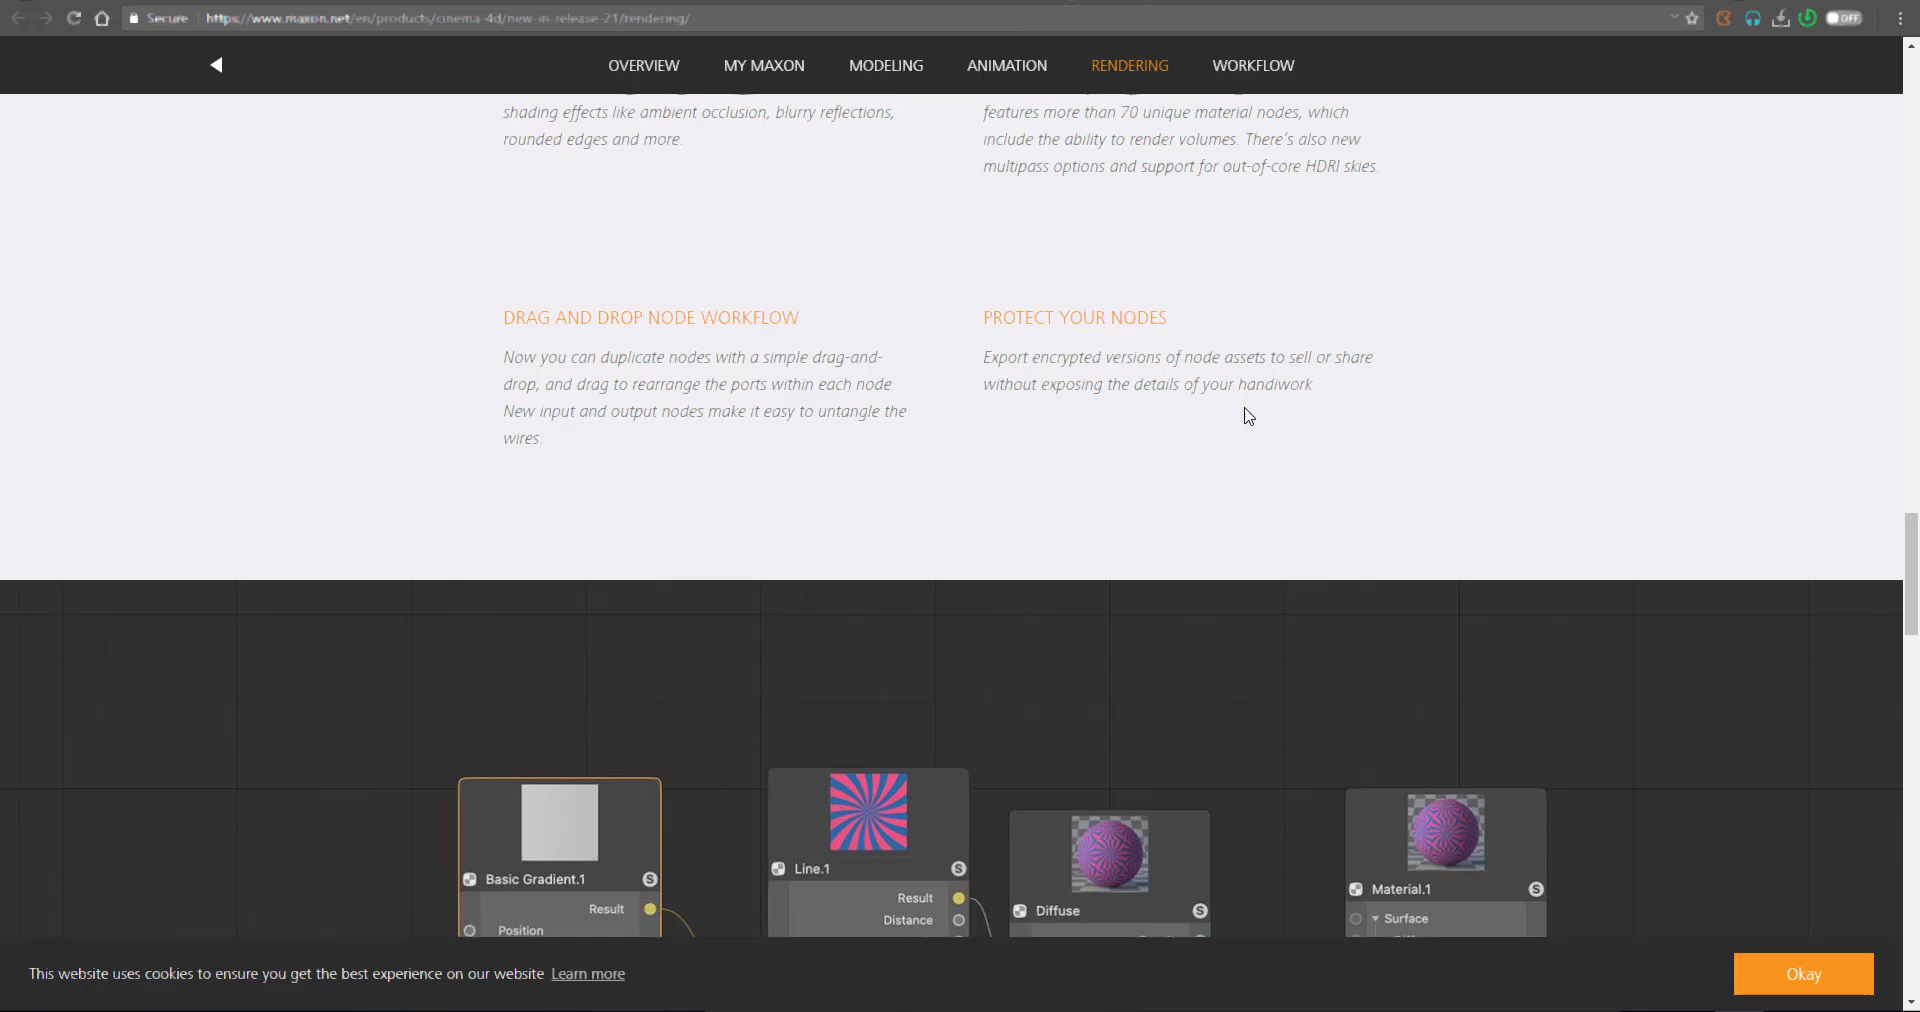 Secure https://www.maxon.net/en/products/cinema-4d/new-in-release-21/rendering/
OFF
OVERVIEW MY MAXON MODELING ANIMATION RENDERING WORKFLOW
shading effects like ambient occlusion, blurry reflections,
rounded edges and more.
features more than 70 unique material nodes, which
include the ability to render volumes. There's also new
multipass options and support for out-of-core HDRI skies.
DRAG AND DROP NODE WORKFLOW
Now you can duplicate nodes with a simple drag-and-
drop, and drag to rearrange the ports within each node.
New input and output nodes make it easy to untangle the
wires.
PROTECT YOUR NODES
Export encrypted versions of node assets to sell or share
without exposing the details of your handiwork.
Basic Gradient.1 S
Result
Position
Line.1 S
Result
Distance
Diffuse S
Material.1 S
Surface
This website uses cookies to ensure you get the best experience on our website Learn more
Okay